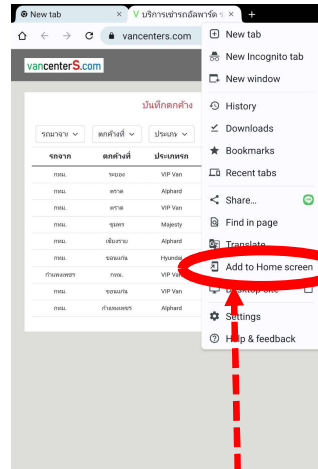 New tab
บริการเช่ารถอัลพาร์ด ร
vancenters.com
vancenterS.com
New tab
New Incognito tab
New window
History
Downloads
Bookmarks
Recent tabs
Share...
Find in page
Translate
Add to Home screen
Desktop site
Settings
Help & feedback
บันทึกตกค้าง
รถมาจาก ตกค้างที่ ประเภท
รถจาก ตกค้างที่ ประเภทรถ
กทม. ระยอง VIP Van
กทม. ตราด Alphard
กทม. ตราด VIP Van
กทม. ชุมพร Majesty
กทม. เชียงราย Alphard
กทม. ขอนแก่น Hyundai
กำแพงเพชร กทม. VIP Van
กทม. ขอนแก่น VIP Van
กทม. กำแพงเพชร Alphard